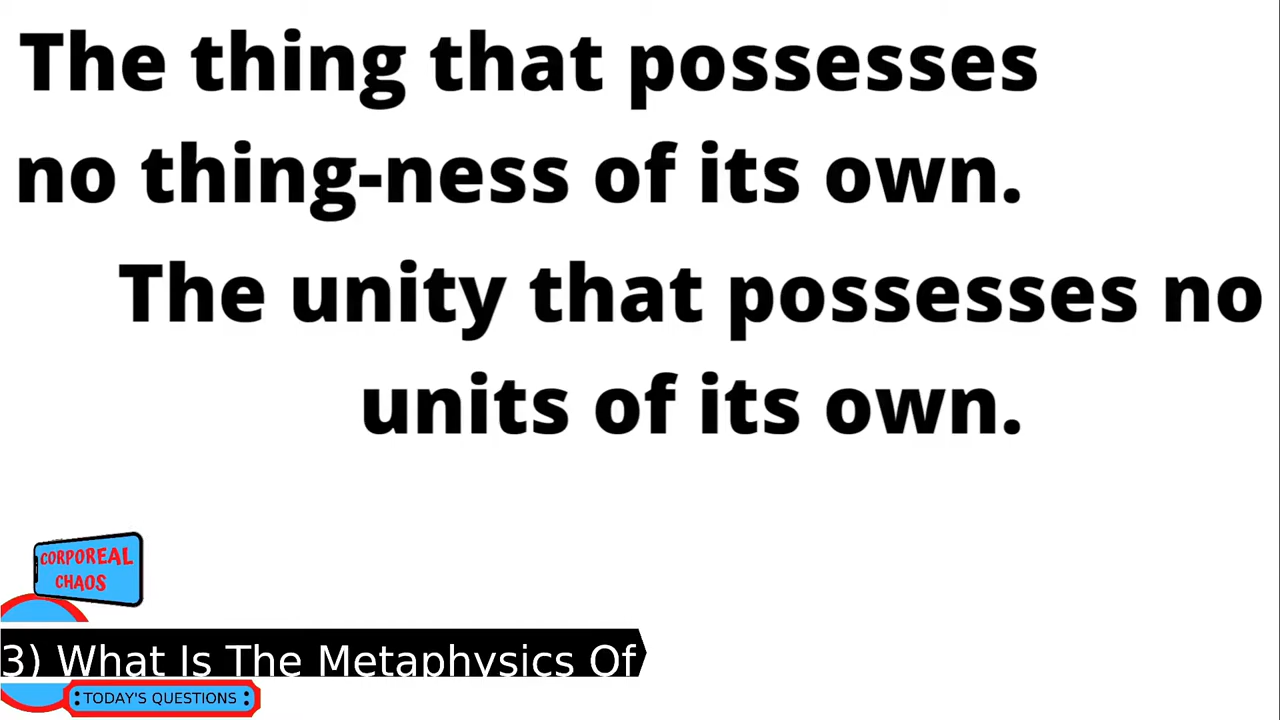 The thing that possesses
no thing-ness of its own.
The unity that possesses no
units of its own.
CORPOREAL
CHAOS
3) What Is The Metaphysics Of
:TODAY'S QUESTIONS :